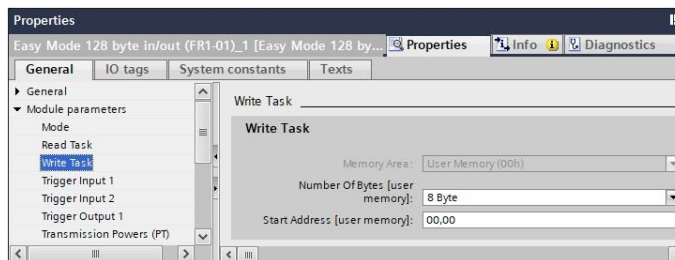 Properties
Easy Mode 128 byte in/out (FR1-01)_1 [Easy Mode 128 by...
Properties
Info
Diagnostics
General
IO tags
System constants
Texts
General
Module parameters
Mode
Read Task
Write Task
Trigger Input 1
Trigger Input 2
Trigger Output 1
Transmission Powers (PT)
Write Task
Write Task
Memory Area: User Memory (00h)
Number Of Bytes [user
memory]: 8 Byte
Start Address [user memory]: 00,00